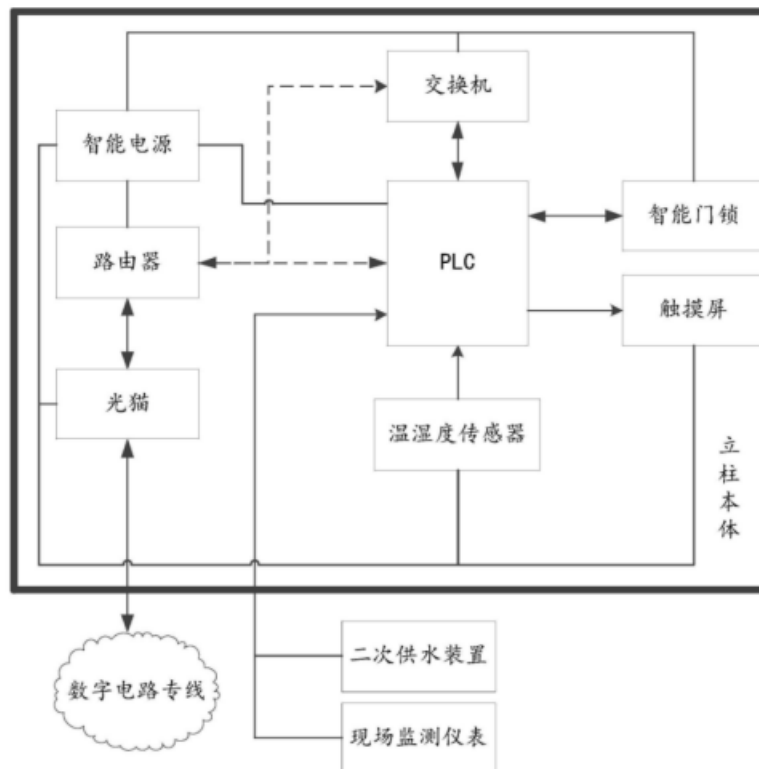 交换机
智能电源
智能门锁
路由器
PLC
触摸屏
光猫
温湿度传感器
立柱本体
二次供水装置
数字电路专线
现场监测仪表